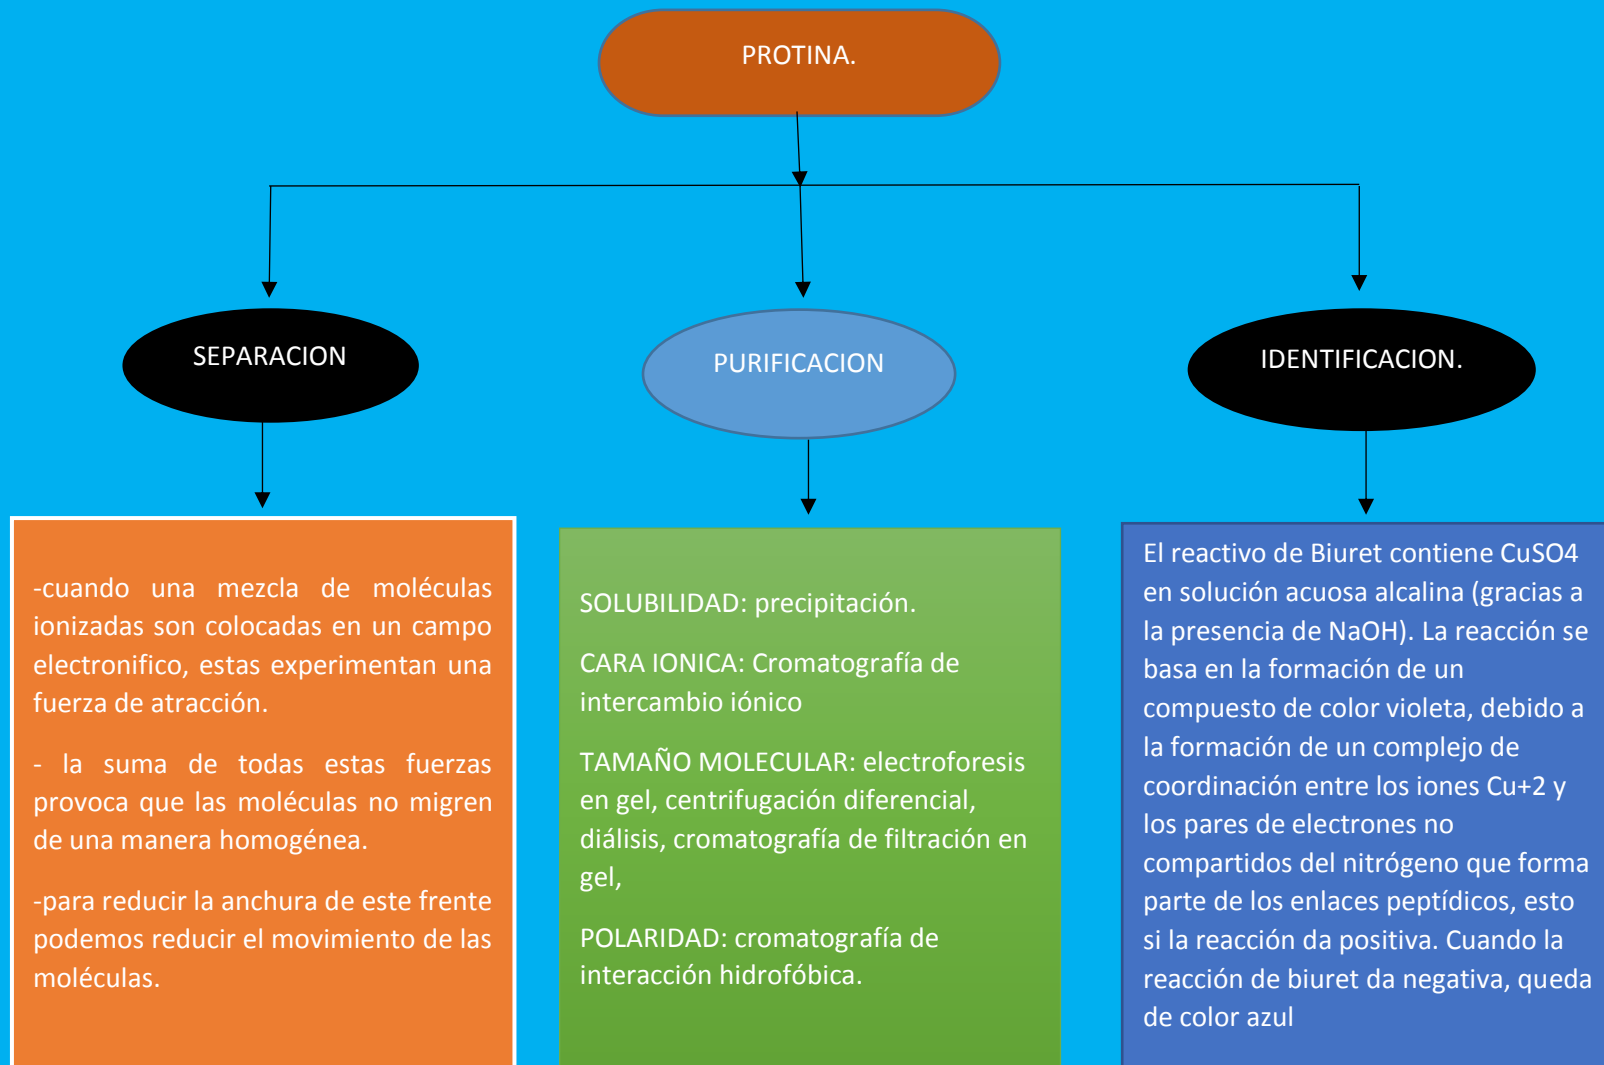 PROTINA.
SEPARACION
PURIFICACION
IDENTIFICACION.
-cuando una mezcla de moléculas
ionizadas son colocadas en un campo
electronifico, estas experimentan una
fuerza de atracción.
- la suma de todas estas fuerzas
provoca que las moléculas no migren
de una manera homogénea.
-para reducir la anchura de este frente
podemos reducir el movimiento de las
moléculas.
SOLUBILIDAD: precipitación.
CARA IONICA: Cromatografía de
intercambio iónico
TAMAÑO MOLECULAR: electroforesis
en gel, centrifugación diferencial,
diálisis, cromatografía de filtración en
gel,
POLARIDAD: cromatografía de
interacción hidrofóbica.
El reactivo de Biuret contiene CuSO4
en solución acuosa alcalina (gracias a
la presencia de NaOH). La reacción se
basa en la formación de un
compuesto de color violeta, debido a
la formación de un complejo de
coordinación entre los iones Cu+2 y
los pares de electrones no
compartidos del nitrógeno que forma
parte de los enlaces peptídicos, esto
si la reacción da positiva. Cuando la
reacción de biuret da negativa, queda
de color azul